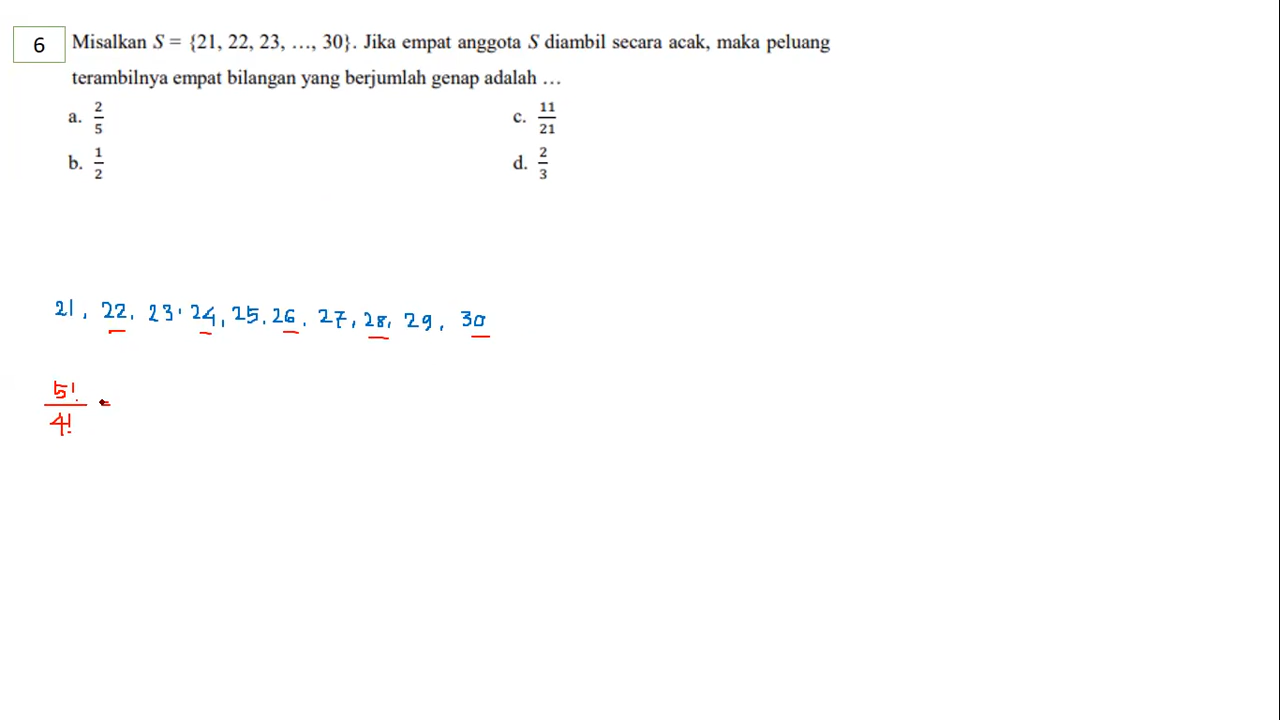 6 Misalkan S = {21, 22, 23, …, 30}. Jika empat anggota S diambil secara acak, maka peluang
terambilnya empat bilangan yang berjumlah genap adalah …
a. 2/5 c. 11/21
b. 1/2 d. 2/3
21, 22, 23, 24, 25, 26, 27, 28, 29, 30
5!/4! =